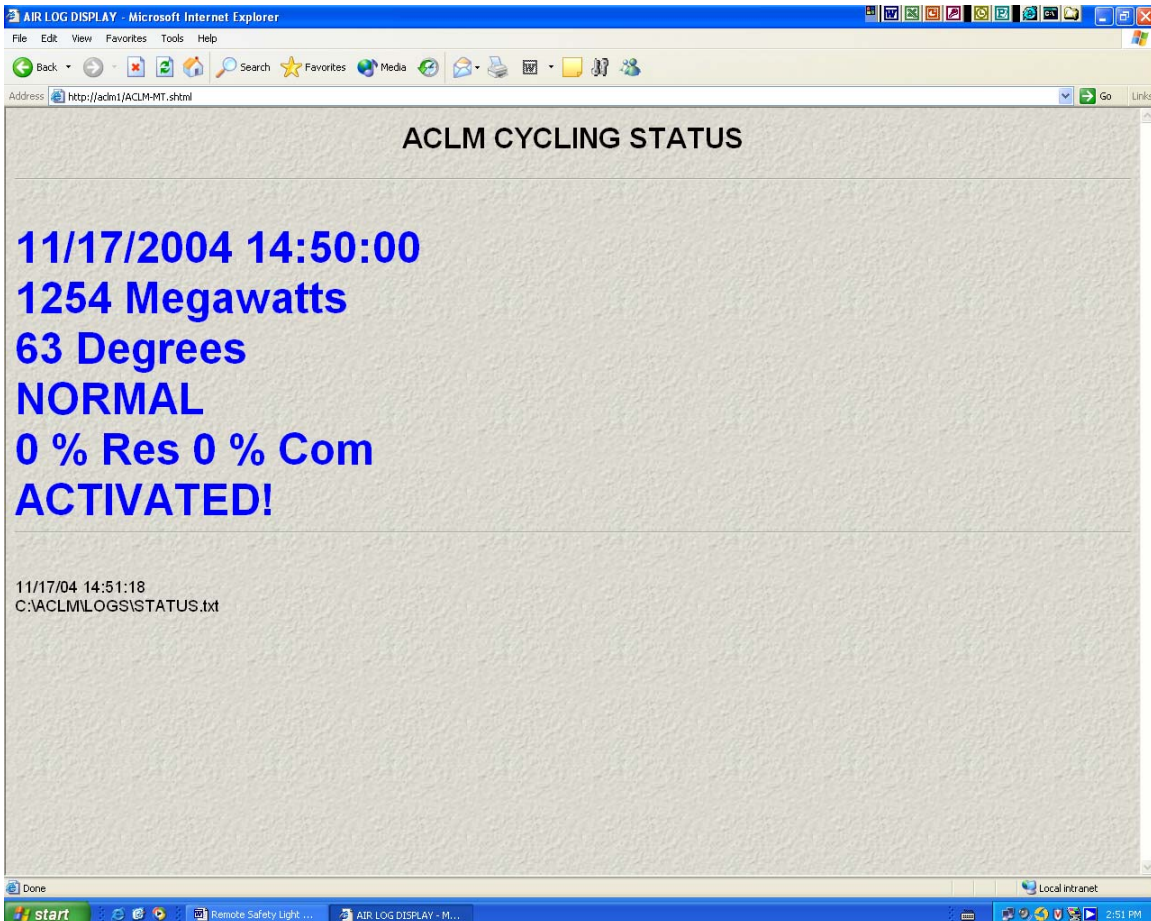 AIR LOG DISPLAY - Microsoft Internet Explorer
File Edit View Favorites Tools Help
Back Search Favorites Media
Address http://aclm1/ACLM-MT.shtml Go Links
ACLM CYCLING STATUS
11/17/2004 14:50:00
1254 Megawatts
63 Degrees
NORMAL
0 % Res 0 % Com
ACTIVATED!
11/17/04 14:51:18
C:\ACLM\LOGS\STATUS.txt
Done Local intranet
start Remote Safety Light ... AIR LOG DISPLAY - M... 2:51 PM